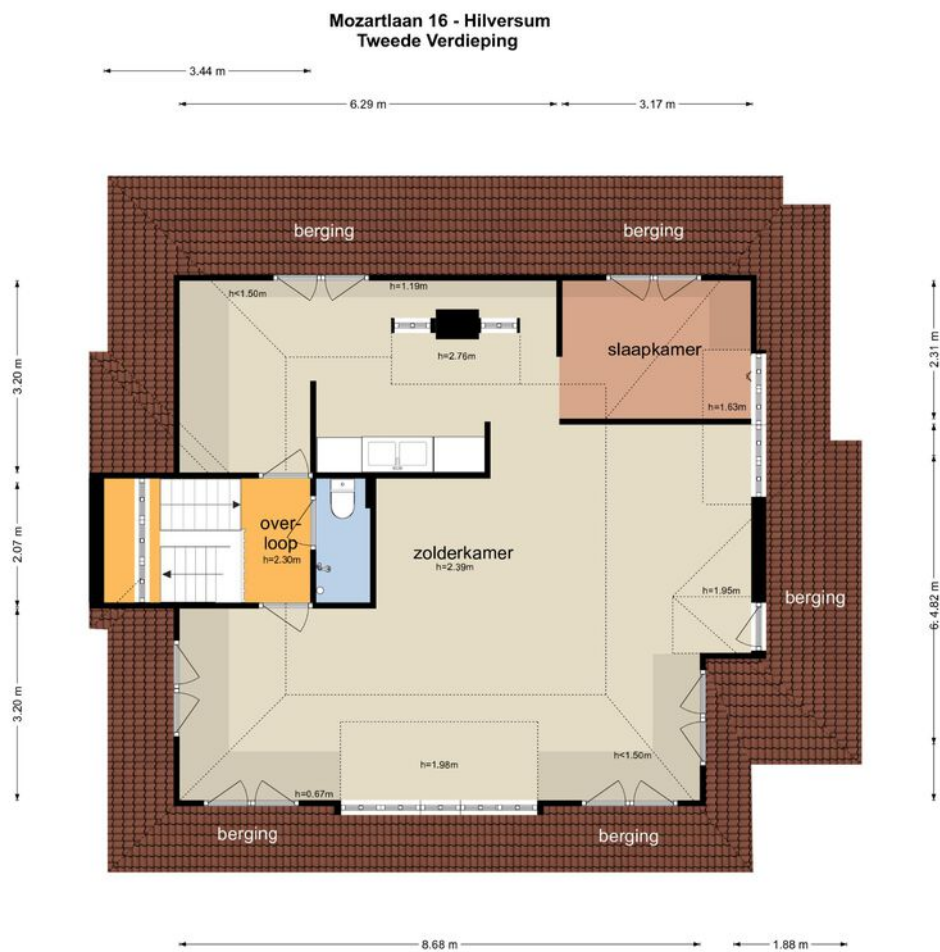 Mozartlaan 16 - Hilversum
Tweede Verdieping
3.44 m
6.29 m
3.17 m
berging
berging
h<1.50m
h=1.19m
3.20 m
h=2.76m
slaapkamer
2.31 m
h=1.63m
over-
loop
h=2.30m
2.07 m
zolderkamer
h=2.39m
h=1.95m
berging
6.
4.82 m
3.20 m
h<1.50m
h=1.98m
h=0.67m
berging
berging
8.68 m
1.88 m